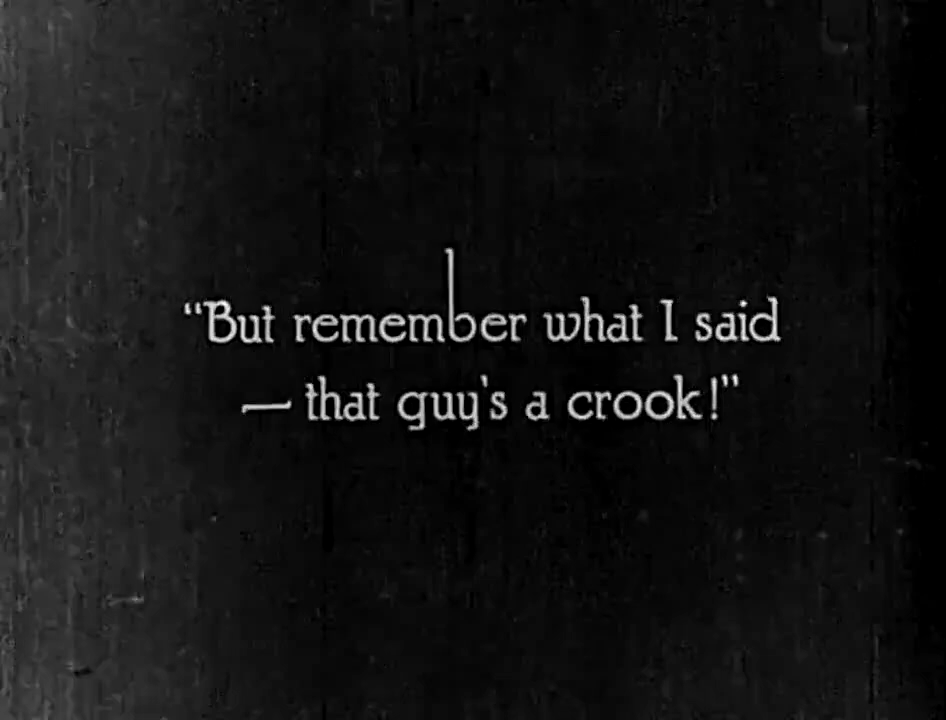 “But remember what I said
— that guy's a crook!”